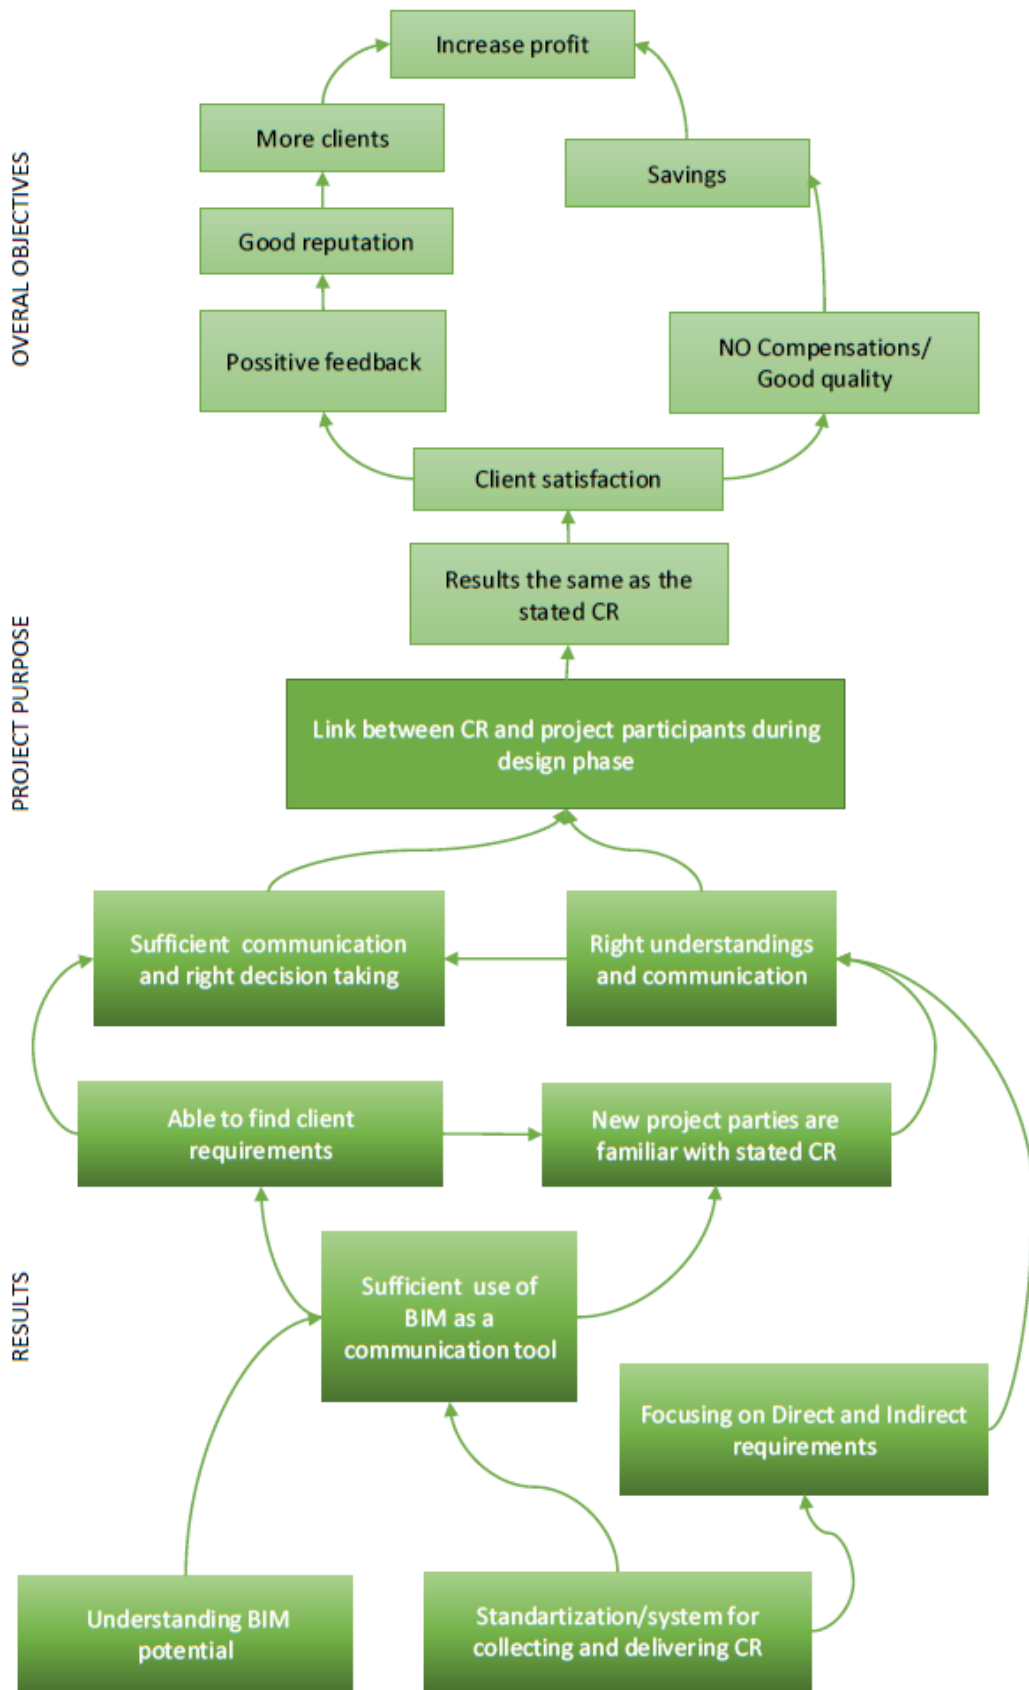 Increase profit
More clients
Savings
OVERAL OBJECTIVES
Good reputation
Possitive feedback
NO Compensations/
Good quality
Client satisfaction
Results the same as the
stated CR
PROJECT PURPOSE
Link between CR and project participants during
design phase
Sufficient communication
and right decision taking
Right understandings
and communication
Able to find client
requirements
New project parties are
familiar with stated CR
RESULTS
Sufficient use of
BIM as a
communication tool
Focusing on Direct and Indirect
requirements
Understanding BIM
potential
Standartization/system for
collecting and delivering CR